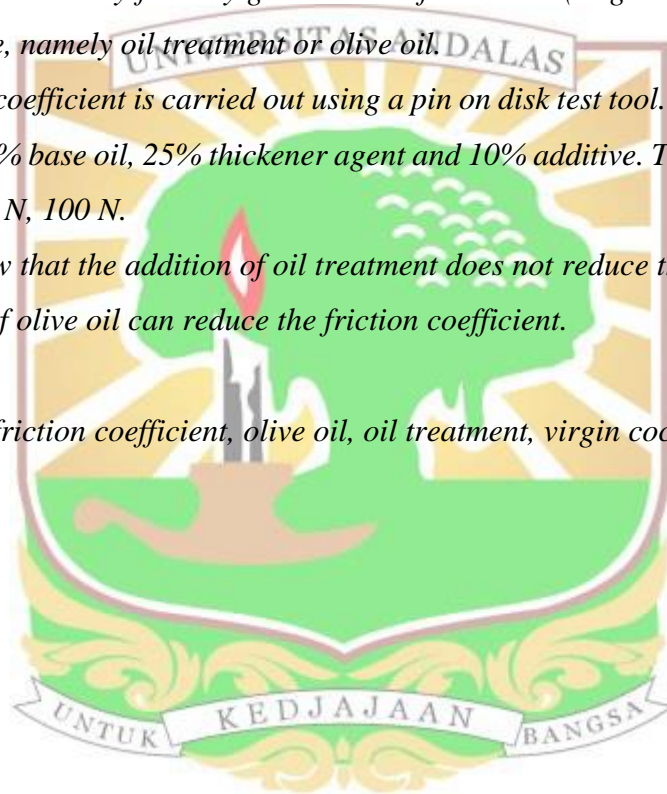 e, namely oil treatment or olive oil.
UNIVERSITAS ANDALAS
coefficient is carried out using a pin on disk test tool.
% base oil, 25% thickener agent and 10% additive. T
N, 100 N.
w that the addition of oil treatment does not reduce t
f olive oil can reduce the friction coefficient.
friction coefficient, olive oil, oil treatment, virgin coc
UNTUK KEDJAJAAN BANGSA